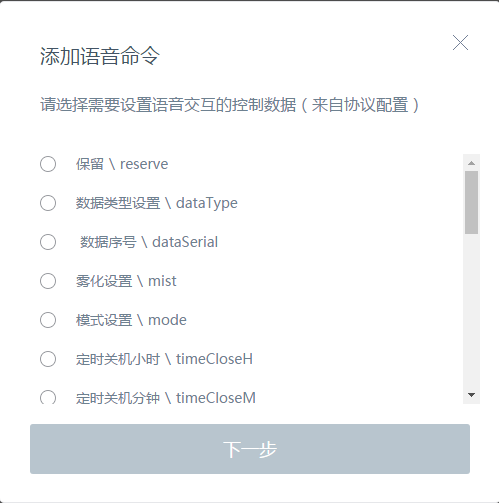 添加语音命令
请选择需要设置语音交互的控制数据（来自协议配置）
保留 \ reserve
数据类型设置 \ dataType
数据序号 \ dataSerial
雾化设置 \ mist
模式设置 \ mode
定时关机小时 \ timeCloseH
定时关机分钟 \ timeCloseM
下一步